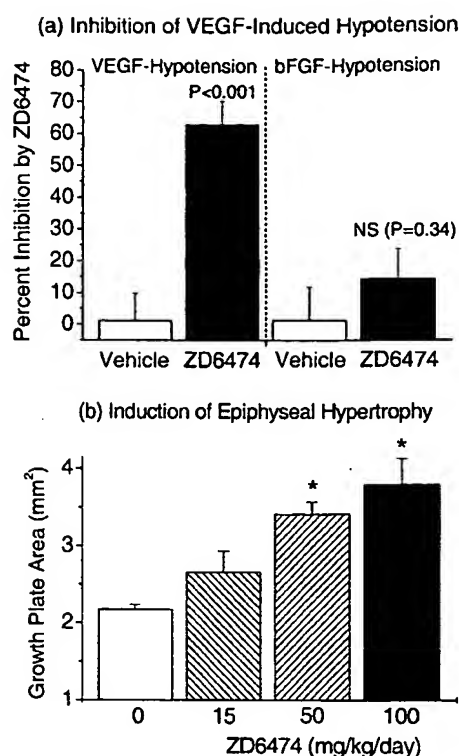 (a) Inhibition of VEGF-Induced Hypotension
VEGF-Hypotension bFGF-Hypotension
P<0.001
NS (P=0.34)
Percent Inhibition by ZD6474
80
70
60
50
40
30
20
10
0
Vehicle ZD6474 Vehicle ZD6474
(b) Induction of Epiphyseal Hypertrophy
Growth Plate Area (mm²)
4
3
2
1
* *
0 15 50 100
ZD6474 (mg/kg/day)